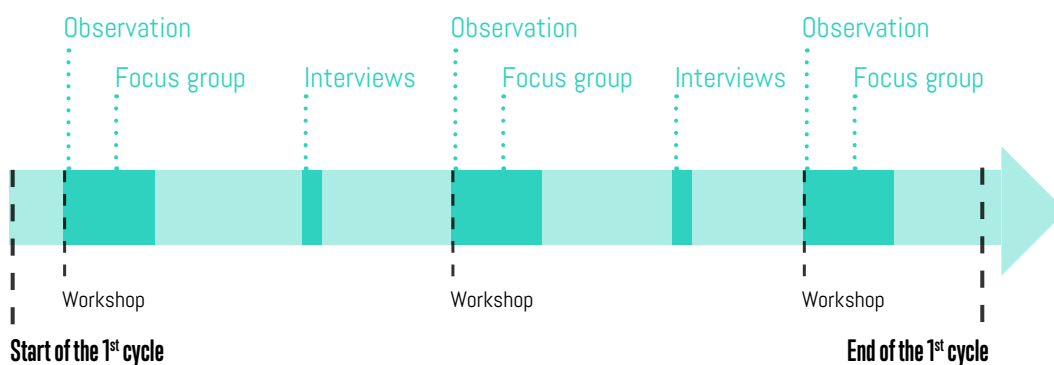 Observation Observation Observation
Focus group Interviews Focus group Interviews Focus group
Workshop Workshop Workshop
Start of the 1st cycle End of the 1st cycle